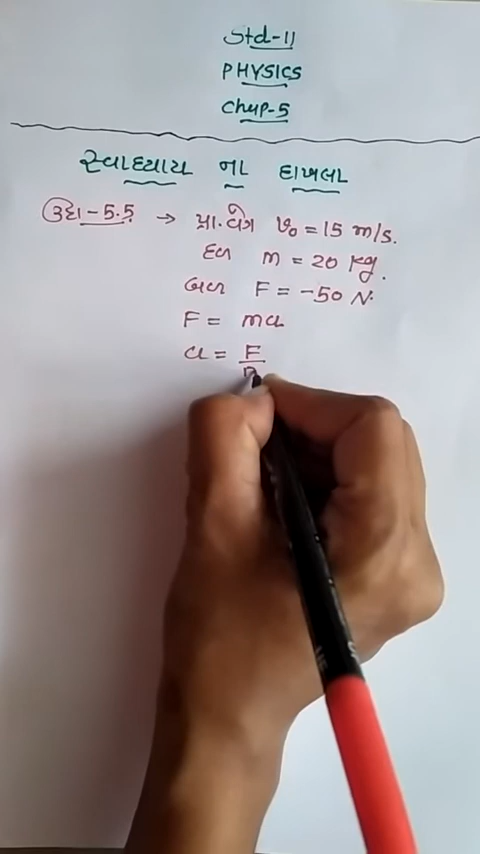 Std-11
PHYSICS
Chap-5
સ્વાધ્યાય ના દાખલા
ઉદા-5.5 → પ્રા.વેગ v₀ = 15 m/s.
દળ m = 20 kg.
બળ F = -50 N.
F = ma
a = F/